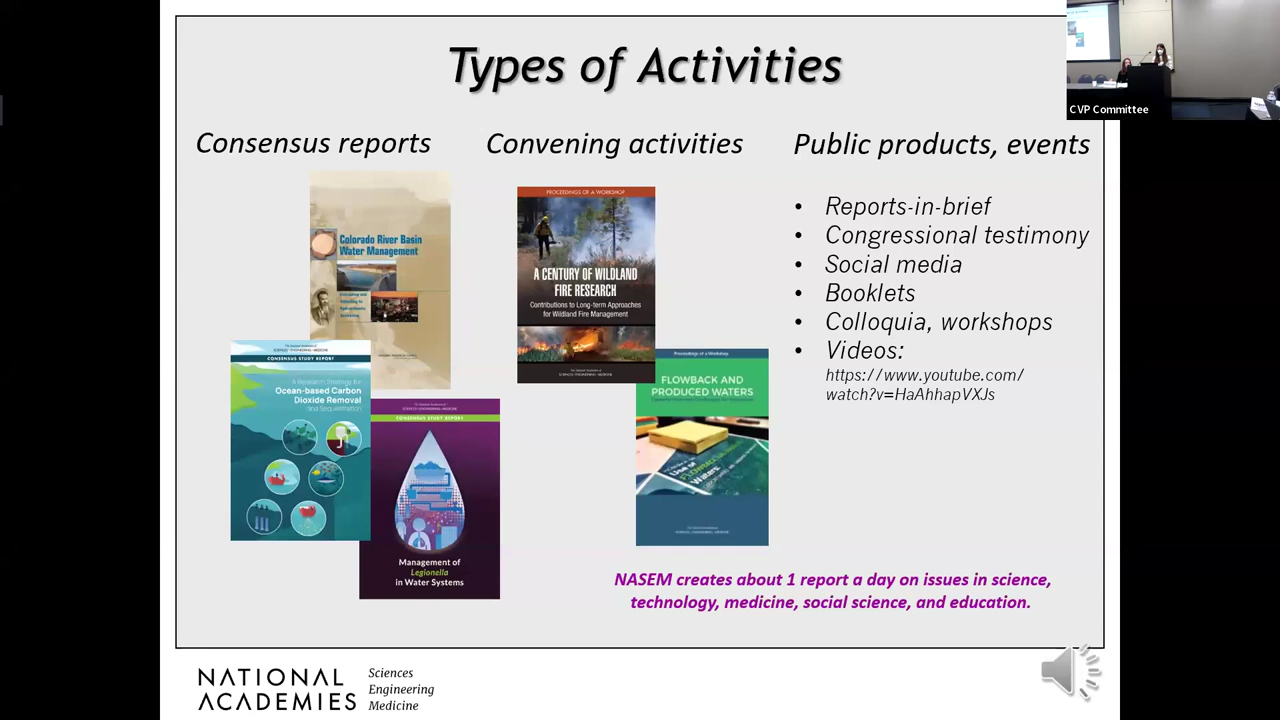 Types of Activities
CVP Committee
Consensus reports
Convening activities
Public products, events
Colorado River Basin
Water Management
CONSENSUS STUDY REPORT
A Research Strategy for
Ocean-based Carbon
Dioxide Removal
and Sequestration
CONSENSUS STUDY REPORT
Management of
Legionella
in Water Systems
PROCEEDINGS OF A WORKSHOP
A CENTURY OF WILDLAND
FIRE RESEARCH
Contributions to Long-term Approaches
for Wildland Fire Management
Proceedings of a Workshop
FLOWBACK AND
PRODUCED WATERS
• Reports-in-brief
• Congressional testimony
• Social media
• Booklets
• Colloquia, workshops
• Videos:
https://www.youtube.com/
watch?v=HaAhhapVXJs
NASEM creates about 1 report a day on issues in science,
technology, medicine, social science, and education.
NATIONAL
ACADEMIES
Sciences
Engineering
Medicine